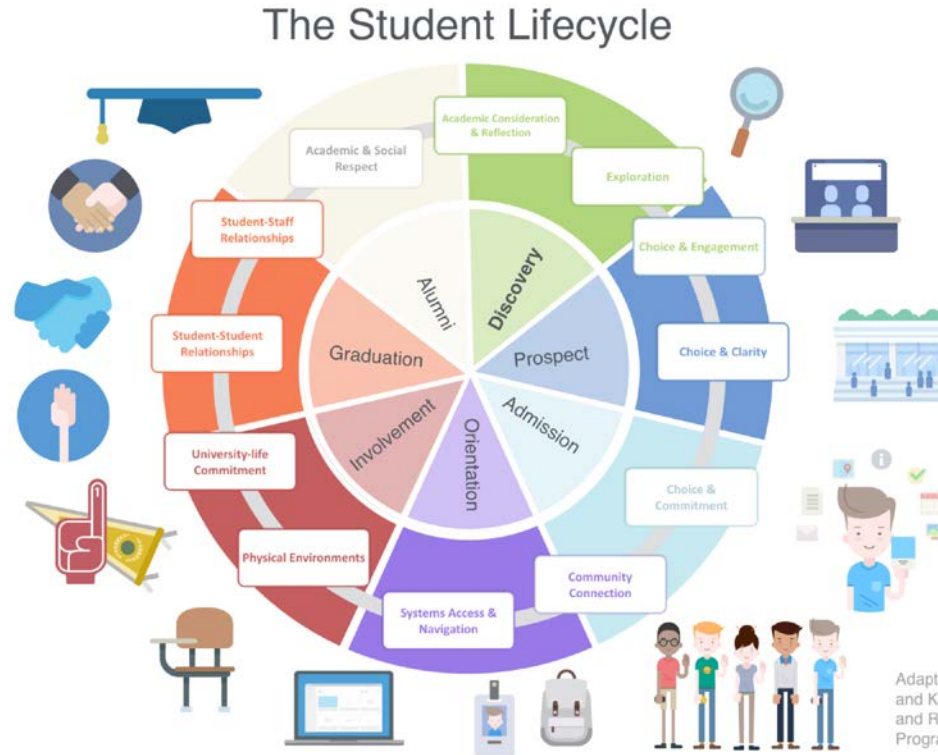 The Student Lifecycle
Academic Consideration
& Reflection
Exploration
Choice & Engagement
Choice & Clarity
Choice &
Commitment
Community
Connection
Systems Access &
Navigation
Physical Environments
University-life
Commitment
Student-Student
Relationships
Student-Staff
Relationships
Academic & Social
Respect
Discovery
Prospect
Admission
Orientation
Involvement
Graduation
Alumni
and K
and R